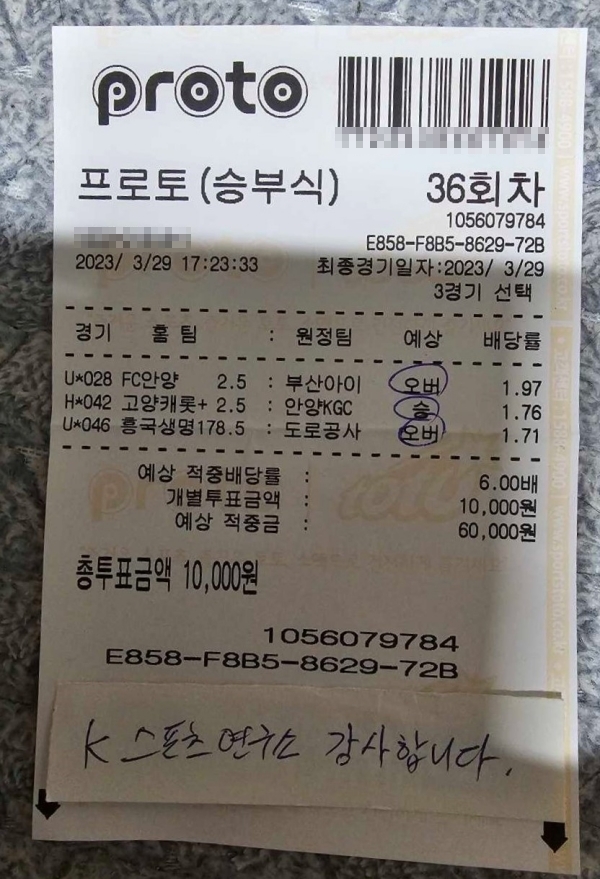 proto
프로토(승부식) 36회차
1056079784
E858-F8B5-8629-72B
2023/ 3/29 17:23:33 최종경기일자:2023/ 3/29
3경기 선택
경기 홈 팀 : 원정팀 예상 배당률
U*028 FC안양 2.5 : 부산아이 오버 1.97
H*042 고양캐롯+ 2.5 : 안양KGC 승 1.76
U*046 흥국생명178.5 : 도로공사 오버 1.71
예상 적중배당률 : 6.00배
개별투표금액 : 10,000원
예상 적중금 : 60,000원
총투표금액 10,000원
1056079784
E858-F8B5-8629-72B
K 스포츠연구소 감사합니다.